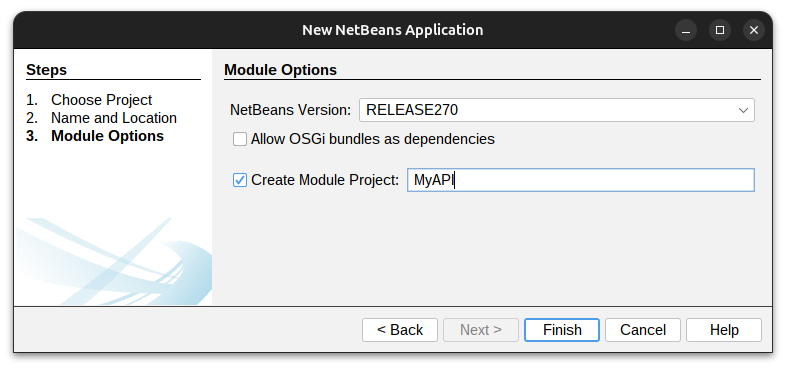 New NetBeans Application
Steps
1. Choose Project
2. Name and Location
3. Module Options
Module Options
NetBeans Version: RELEASE270
Allow OSGi bundles as dependencies
Create Module Project: MyAPI
< Back Next > Finish Cancel Help